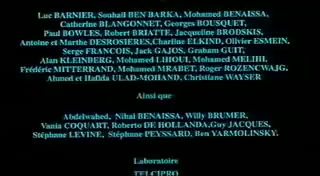 Luc BARNIER, Souhail BEN BARKA, Mohamed BENAISSA,
Catherine BLANGONNET, Georges BOUSQUET,
Paul BOWLES, Robert BRIATTE, Jacqueline BRODSKIS,
Antoine et Marthe DESROSIERES, Charline ELKIND, Olivier ESMEIN,
Serge FRANCOIS, Jack GAJOS, Graham GUIT,
Alan KLEINBERG, Mohamed LHIOUI, Mohamed MELIHI,
Frédéric MITTERRAND, Mohamed MRABET, Roger ROZENCWAJG,
Ahmed et Hafida ULAD-MOHAND, Christiane WAYSER
Ainsi que
Abdelwahed, Nihal BENAISSA, Willy BRUMER,
Vania COQUART, Roberto DE HOLLANDA, Guy JACQUES,
Stéphane LEVINE, Stéphane PEYSSARD, Ben YARMOLINSKY.
Laboratoire
TELCIPRO